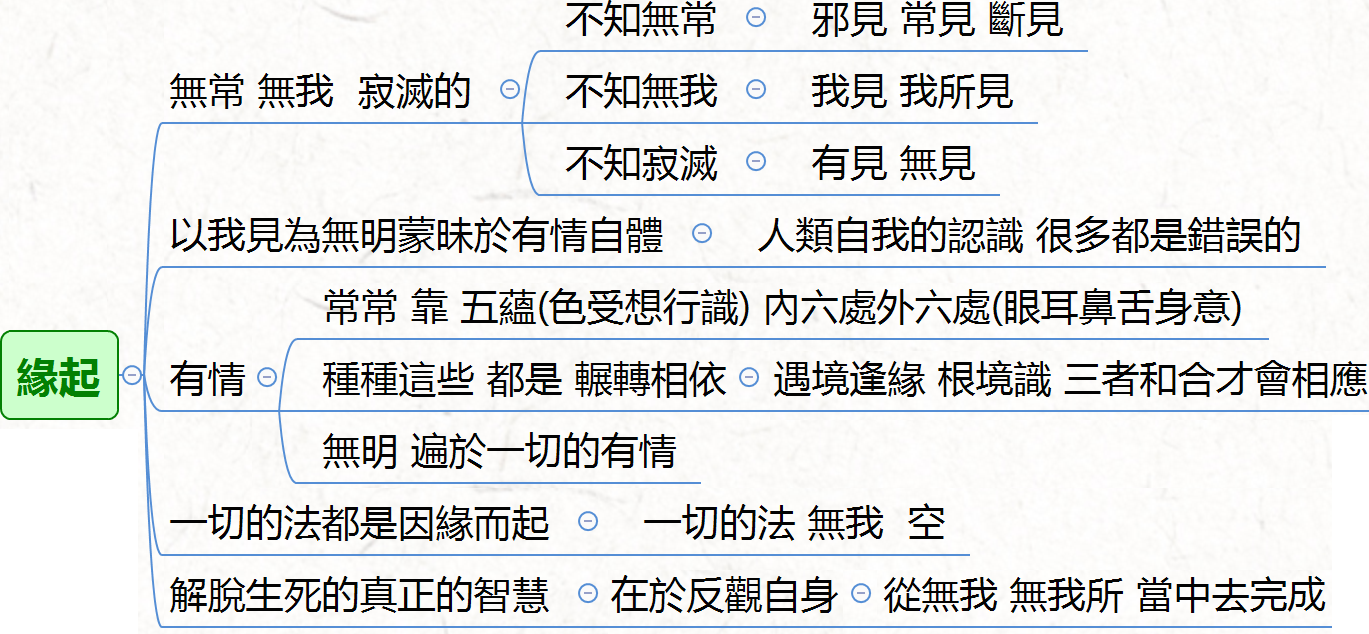 不知無常 邪見 常見 斷見
無常 無我 寂滅的 不知無我 我見 我所見
不知寂滅 有見 無見
以我見為無明蒙昧於有情自體 人類自我的認識 很多都是錯誤的
常常 靠 五蘊(色受想行識) 內六處外六處(眼耳鼻舌身意)
緣起 有情 種種這些 都是 輾轉相依 遇境逢緣 根境識 三者和合才會相應
無明 遍於一切的有情
一切的法都是因緣而起 一切的法 無我 空
解脫生死的真正的智慧 在於反觀自身 從無我 無我所 當中去完成